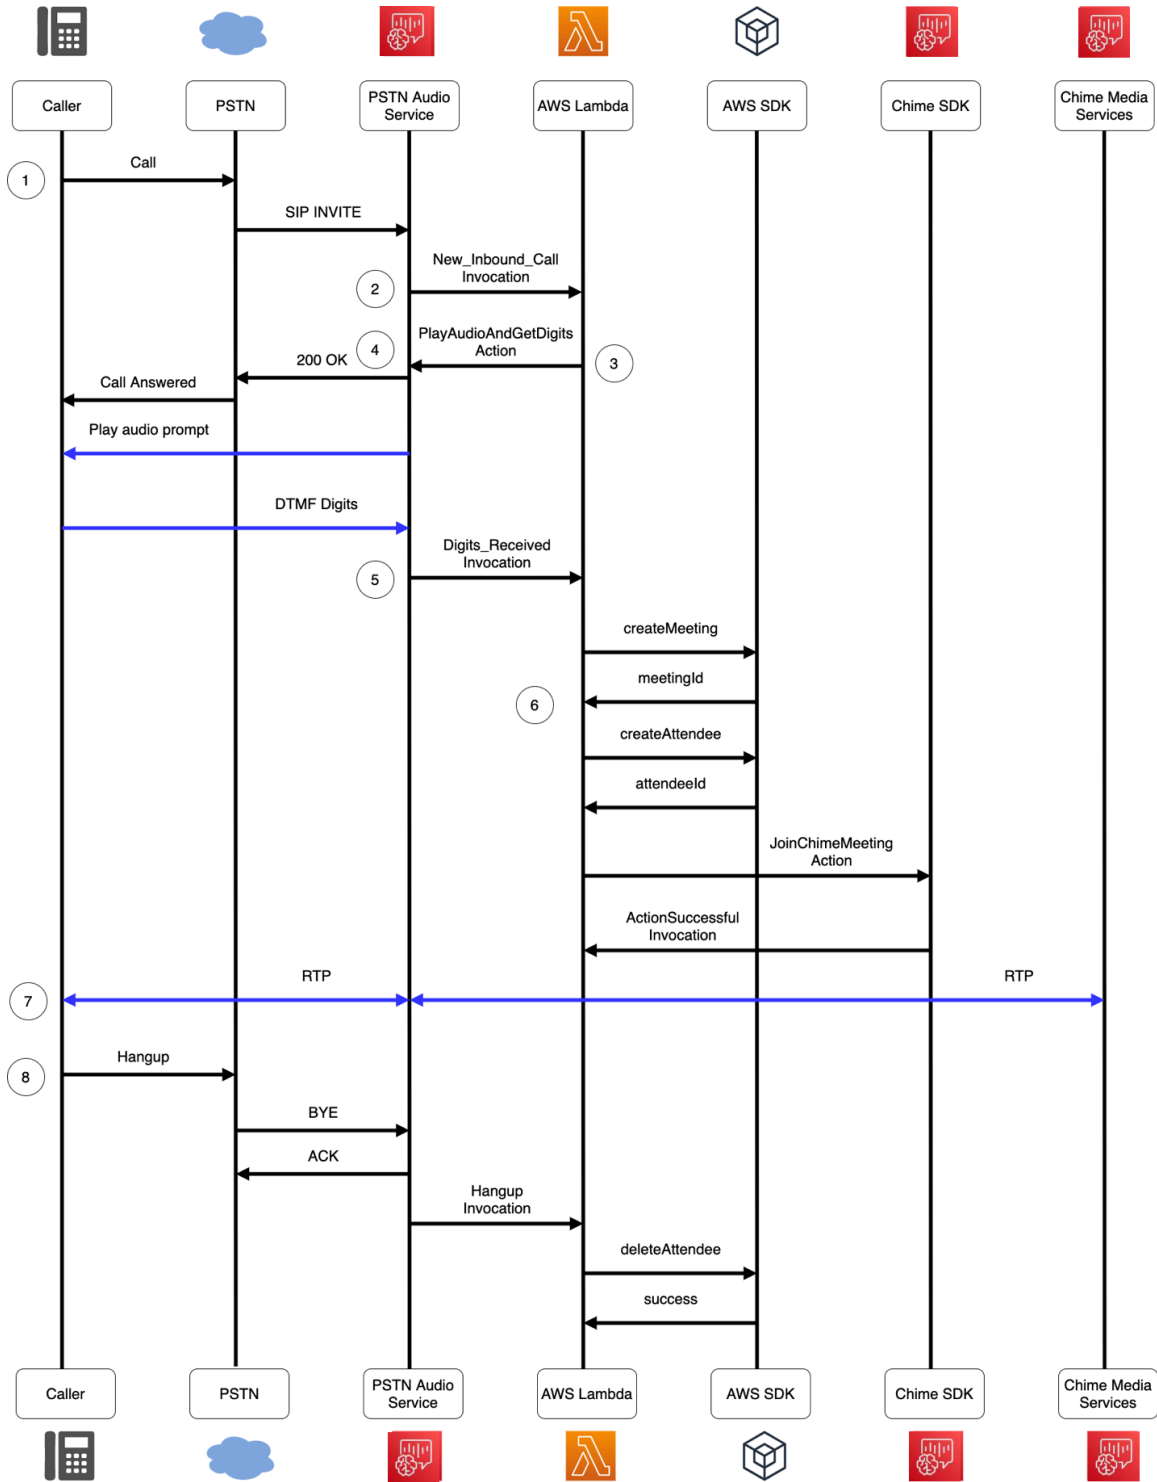 Caller
PSTN
PSTN Audio
Service
AWS Lambda
AWS SDK
Chime SDK
Chime Media
Services
Call
1
SIP INVITE
New_Inbound_Call
Invocation
2
PlayAudioAndGetDigits
Action
4
3
200 OK
Call Answered
Play audio prompt
DTMF Digits
Digits_Received
Invocation
5
createMeeting
meetingId
6
createAttendee
attendeeId
JoinChimeMeeting
Action
ActionSuccessful
Invocation
RTP
RTP
7
Hangup
8
BYE
ACK
Hangup
Invocation
deleteAttendee
success
Caller
PSTN
PSTN Audio
Service
AWS Lambda
AWS SDK
Chime SDK
Chime Media
Services